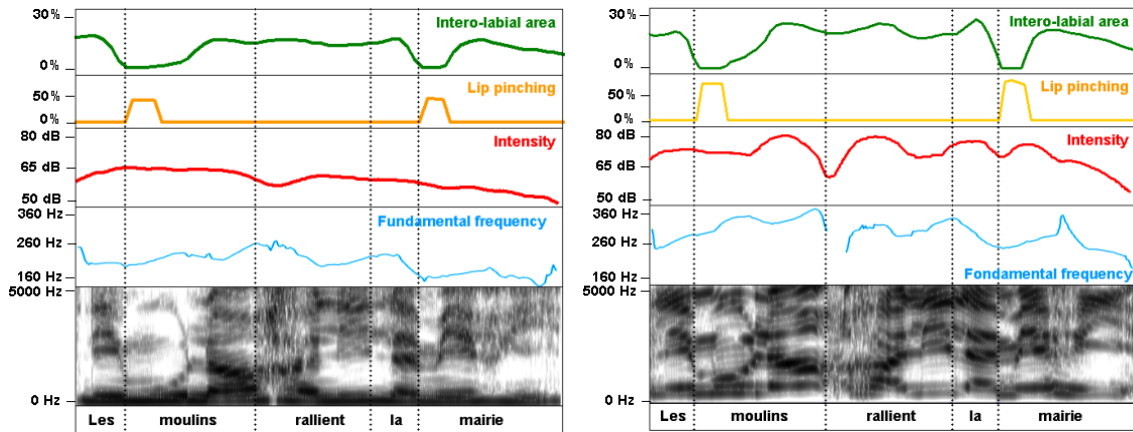 30%
Intero-labial area
0%
50%
Lip pinching
0%
80 dB
Intensity
65 dB
50 dB
360 Hz
Fundamental frequency
260 Hz
160 Hz
5000 Hz
0 Hz
Les moulins rallient la mairie
30%
Intero-labial area
0%
50%
Lip pinching
0%
80 dB
Intensity
65 dB
50 dB
360 Hz
260 Hz
160 Hz
Fondamental frequency
5000 Hz
0 Hz
Les moulins rallient la mairie